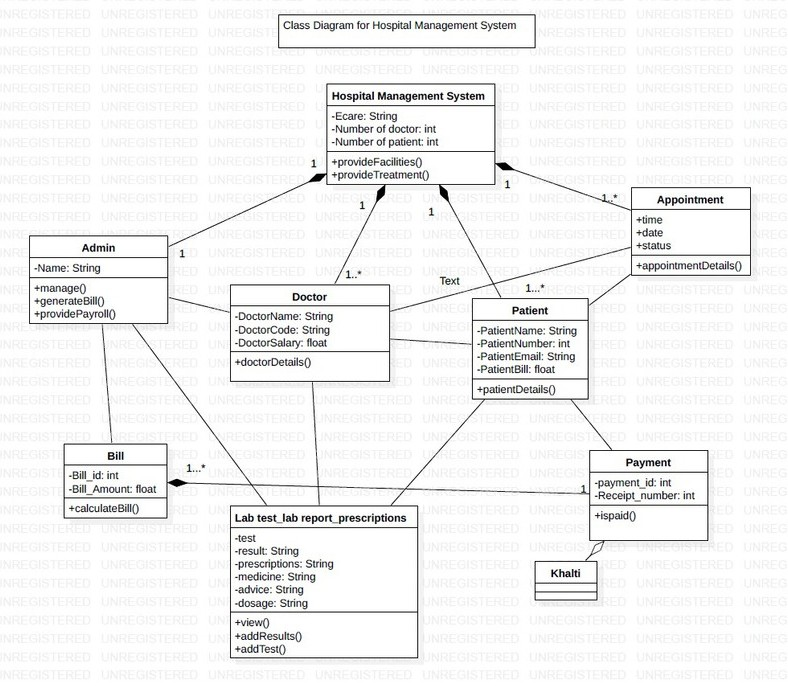 Class Diagram for Hospital Management System
Hospital Management System
-Ecare: String
-Number of doctor: int
-Number of patient: int
+provideFacilities()
+provideTreatment()
1
1
1
1
1..*
Appointment
+time
+date
+status
+appointmentDetails()
Admin
-Name: String
+manage()
+generateBill()
+providePayroll()
1
1..*
Text
1...*
Doctor
-DoctorName: String
-DoctorCode: String
-DoctorSalary: float
+doctorDetails()
Patient
-PatientName: String
-PatientNumber: int
-PatientEmail: String
-PatientBill: float
+patientDetails()
Bill
-Bill_id: int
-Bill_Amount: float
+calculateBill()
1...*
1
Payment
-payment_id: int
-Receipt_number: int
+ispaid()
Lab test_lab report_prescriptions
-test
-result: String
-prescriptions: String
-medicine: String
-advice: String
-dosage: String
+view()
+addResults()
+addTest()
Khalti
UNREGISTERED